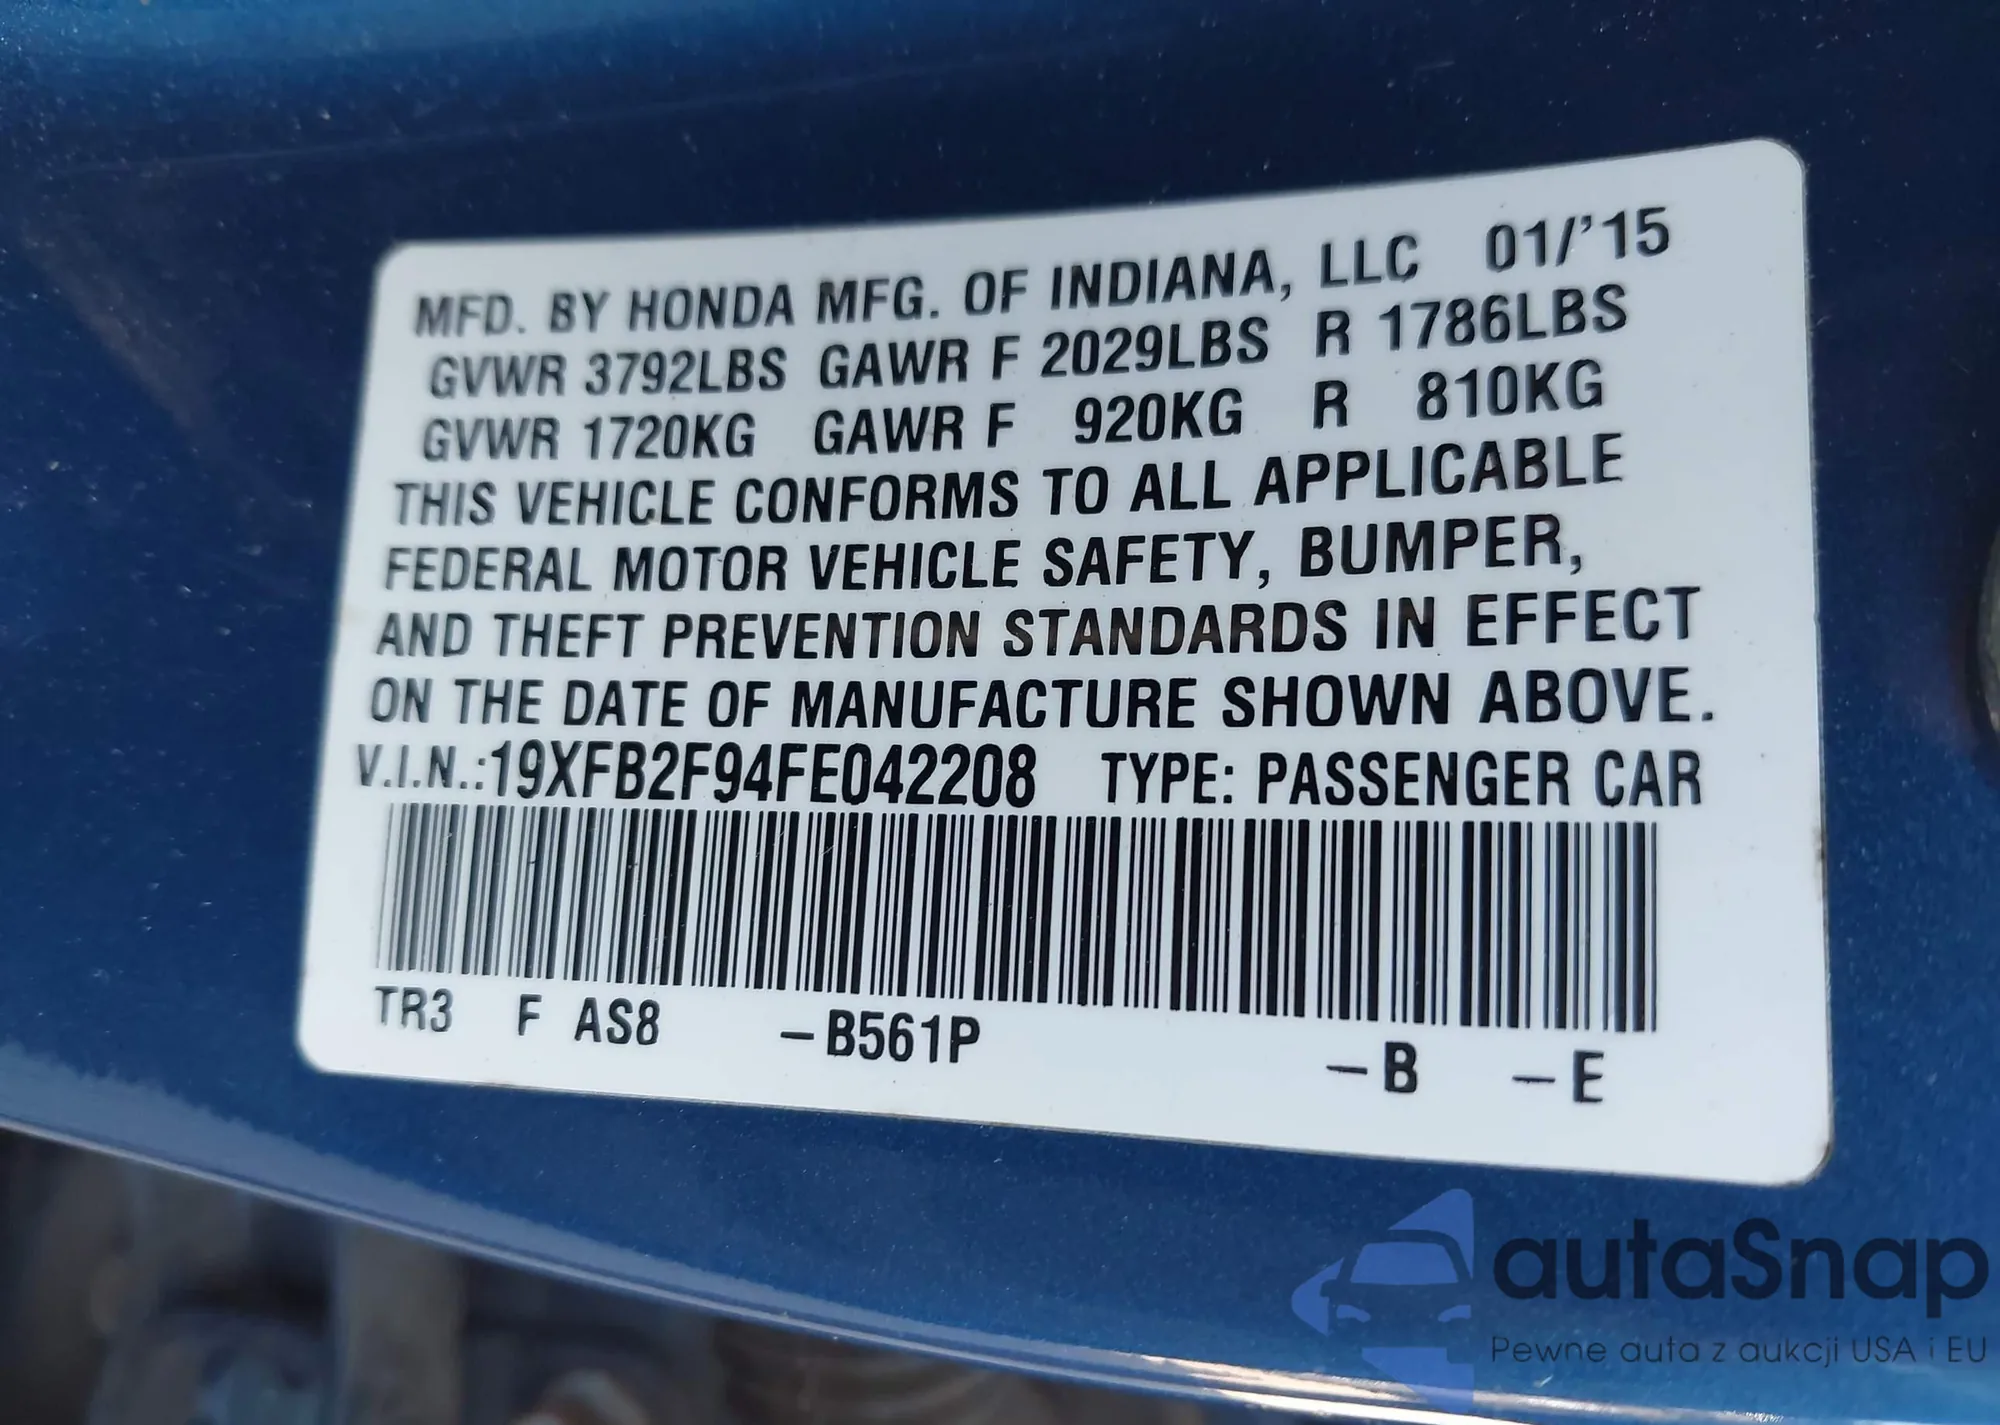 MFD. BY HONDA MFG. OF INDIANA, LLC 01/'15
GVWR 3792LBS GAWR F 2029LBS R 1786LBS
GVWR 1720KG GAWR F 920KG R 810KG
THIS VEHICLE CONFORMS TO ALL APPLICABLE
FEDERAL MOTOR VEHICLE SAFETY, BUMPER,
AND THEFT PREVENTION STANDARDS IN EFFECT
ON THE DATE OF MANUFACTURE SHOWN ABOVE.
V.I.N.:19XFB2F94FE042208 TYPE: PASSENGER CAR
TR3 F AS8 –B561P –B –E
autaSnap
Pewne auta z aukcji USA i EU